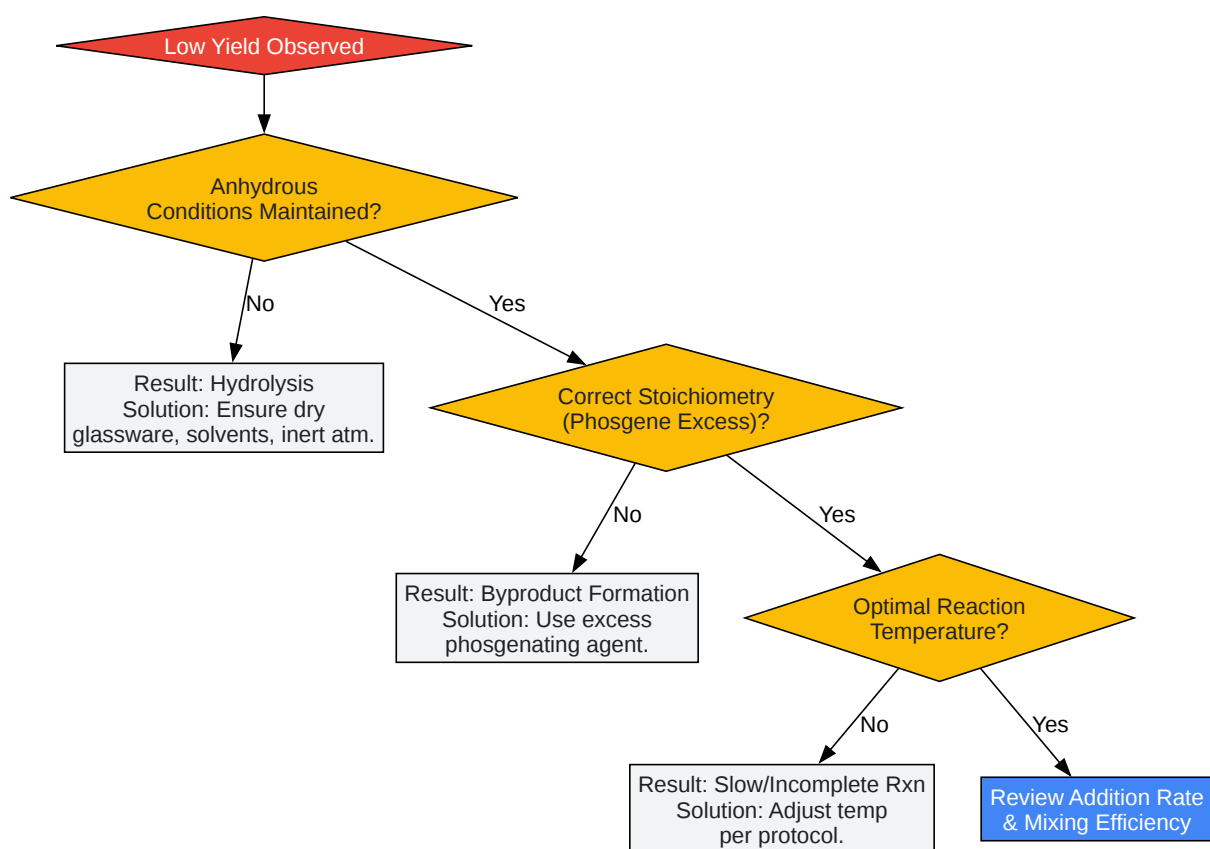 Low Yield Observed
Anhydrous
Conditions Maintained?
No
Yes
Result: Hydrolysis
Solution: Ensure dry
glassware, solvents, inert atm.
Correct Stoichiometry
(Phosgene Excess)?
No
Yes
Result: Byproduct Formation
Solution: Use excess
phosgenating agent.
Optimal Reaction
Temperature?
No
Yes
Result: Slow/Incomplete Rxn
Solution: Adjust temp
per protocol.
Review Addition Rate
& Mixing Efficiency